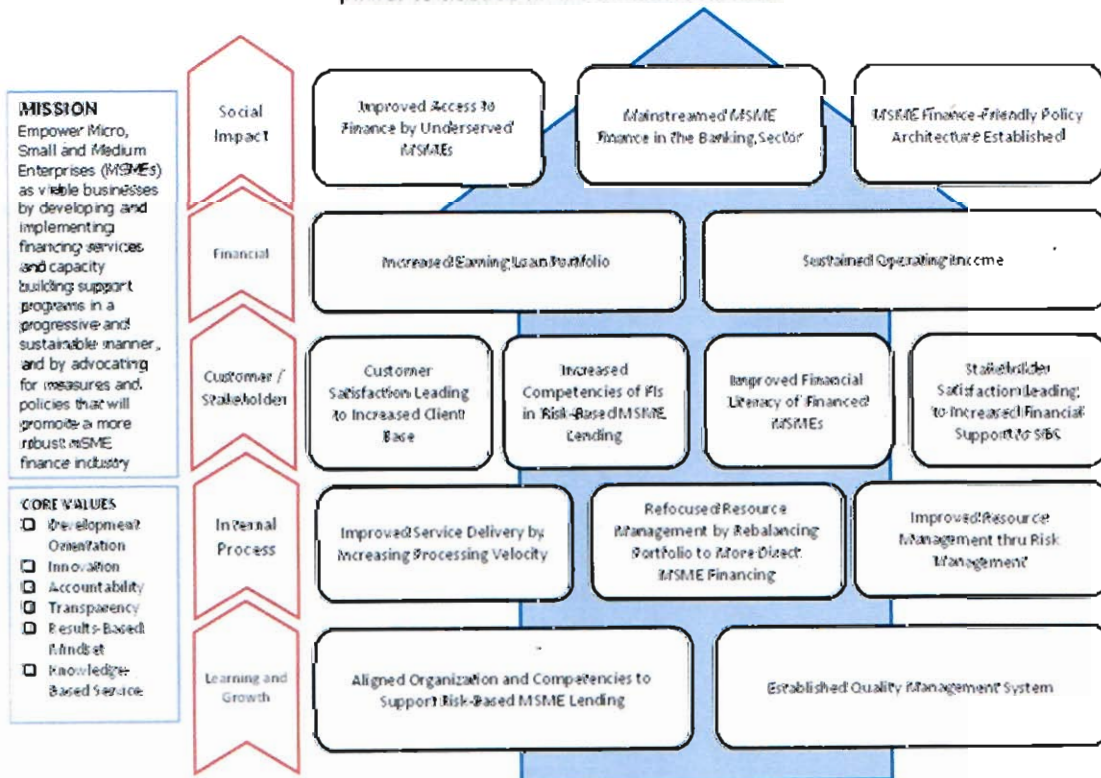 MISSION
Empower Micro,
Small and Medium
Enterprises (MSMEs)
as viable businesses
by developing and
implementing
financing services
and capacity
building support
programs in a
progressive and
sustainable manner,
and by advocating
for measures and
policies that will
promote a more
robust MSME
finance industry
CORE VALUES
Development
Orientation
Innovation
Accountability
Transparency
Results-Based
Mindset
Knowledge-
Based Service
Social
Impact
Improved Access to
Finance by Underserved
MSMEs
Mainstreamed MSME
Finance in the Banking Sector
MSME Finance-Friendly Policy
Architecture Established
Financial
Increased Earning Loan Portfolio
Sustained Operating Income
Customer /
Stakeholder
Customer
Satisfaction Leading
to Increased Client
Base
Increased
Competencies of PFIs
in Risk-Based MSME
Lending
Improved Financial
Literacy of Financed
MSMEs
Stakeholder
Satisfaction Leading
to Increased Financial
Support to SBC
Internal
Process
Improved Service Delivery by
Increasing Processing Velocity
Refocused Resource
Management by Rebalancing
Portfolio to More Direct
MSME Financing
Improved Resource
Management thru Risk
Management
Learning and
Growth
Aligned Organization and Competencies to
Support Risk-Based MSME Lending
Established Quality Management System